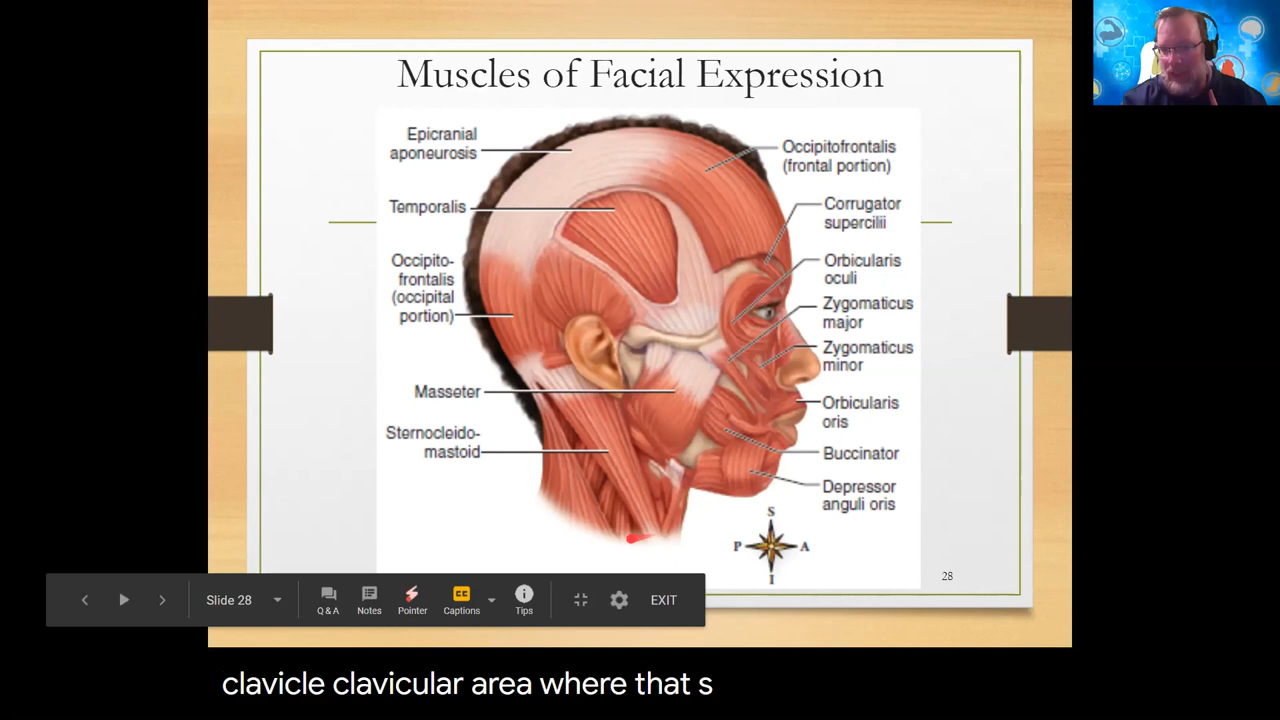 Muscles of Facial Expression
Epicranial
aponeurosis
Temporalis
Occipito-
frontalis
(occipital
portion)
Masseter
Sternocleido-
mastoid
Occipitofrontalis
(frontal portion)
Corrugator
supercilii
Orbicularis
oculi
Zygomaticus
major
Zygomaticus
minor
Orbicularis
oris
Buccinator
Depressor
anguli oris
S
P A
I
28
Slide 28
Q & A
Notes
Pointer
CC
Captions
Tips
EXIT
clavicle clavicular area where that s